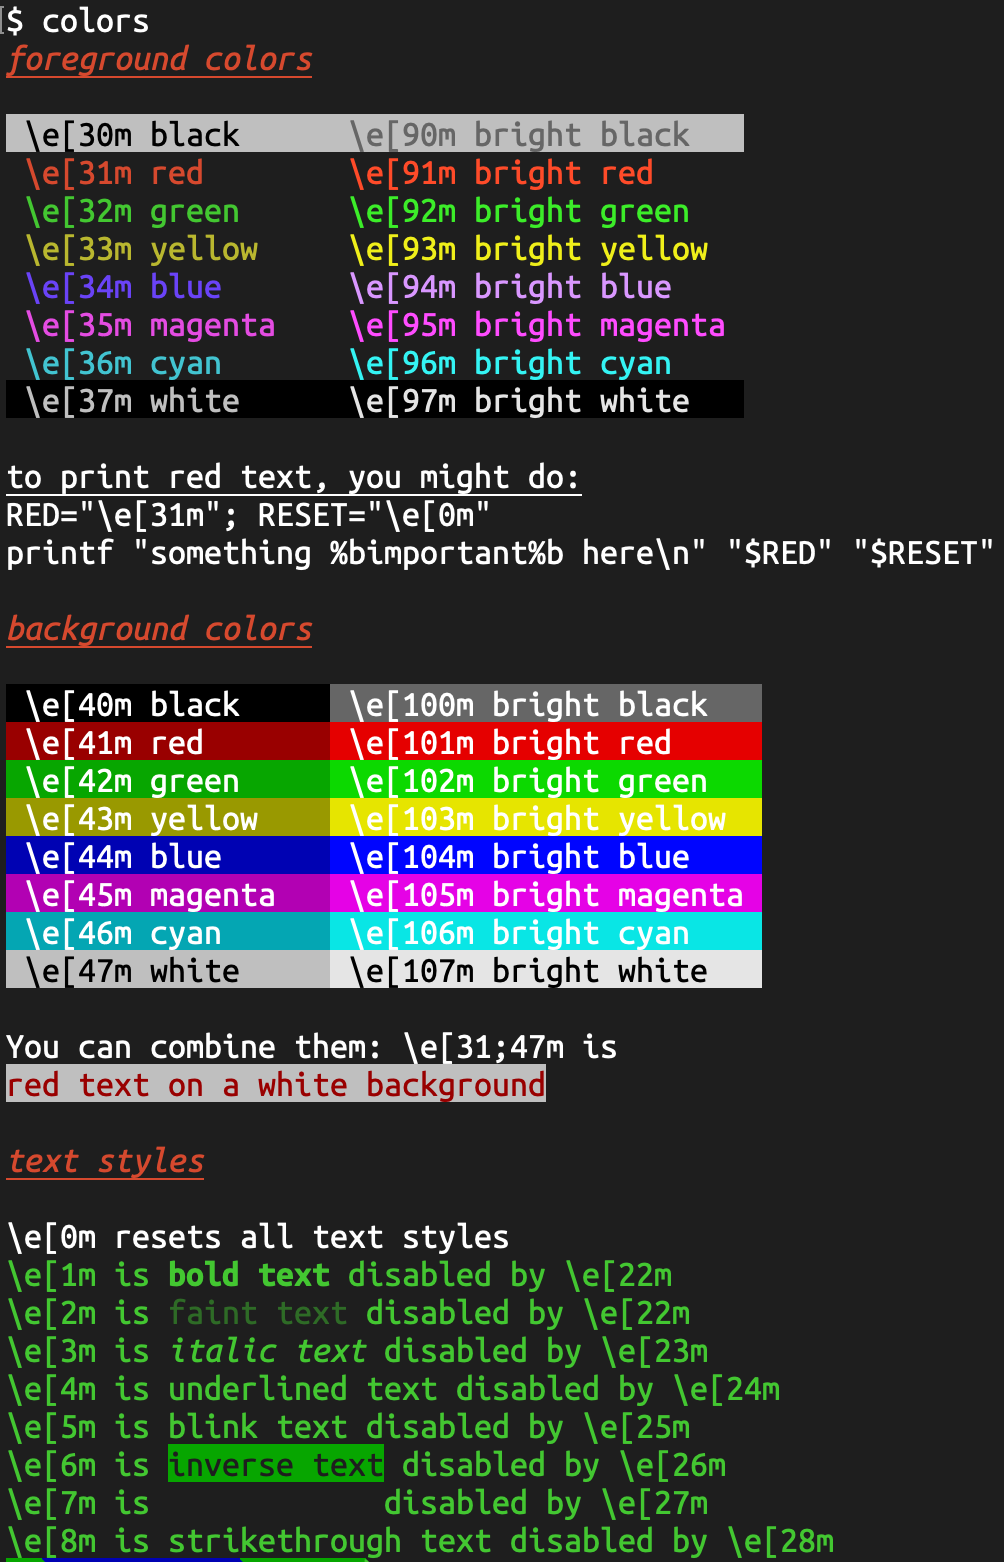 $ colors
foreground colors
\e[30m black \e[90m bright black
\e[31m red \e[91m bright red
\e[32m green \e[92m bright green
\e[33m yellow \e[93m bright yellow
\e[34m blue \e[94m bright blue
\e[35m magenta \e[95m bright magenta
\e[36m cyan \e[96m bright cyan
\e[37m white \e[97m bright white
to print red text, you might do:
RED="\e[31m"; RESET="\e[0m"
printf "something %bimportant%b here\n" "$RED" "$RESET"
background colors
\e[40m black \e[100m bright black
\e[41m red \e[101m bright red
\e[42m green \e[102m bright green
\e[43m yellow \e[103m bright yellow
\e[44m blue \e[104m bright blue
\e[45m magenta \e[105m bright magenta
\e[46m cyan \e[106m bright cyan
\e[47m white \e[107m bright white
You can combine them: \e[31;47m is
red text on a white background
text styles
\e[0m resets all text styles
\e[1m is bold text disabled by \e[22m
\e[2m is faint text disabled by \e[22m
\e[3m is italic text disabled by \e[23m
\e[4m is underlined text disabled by \e[24m
\e[5m is blink text disabled by \e[25m
\e[6m is inverse text disabled by \e[26m
\e[7m is disabled by \e[27m
\e[8m is strikethrough text disabled by \e[28m